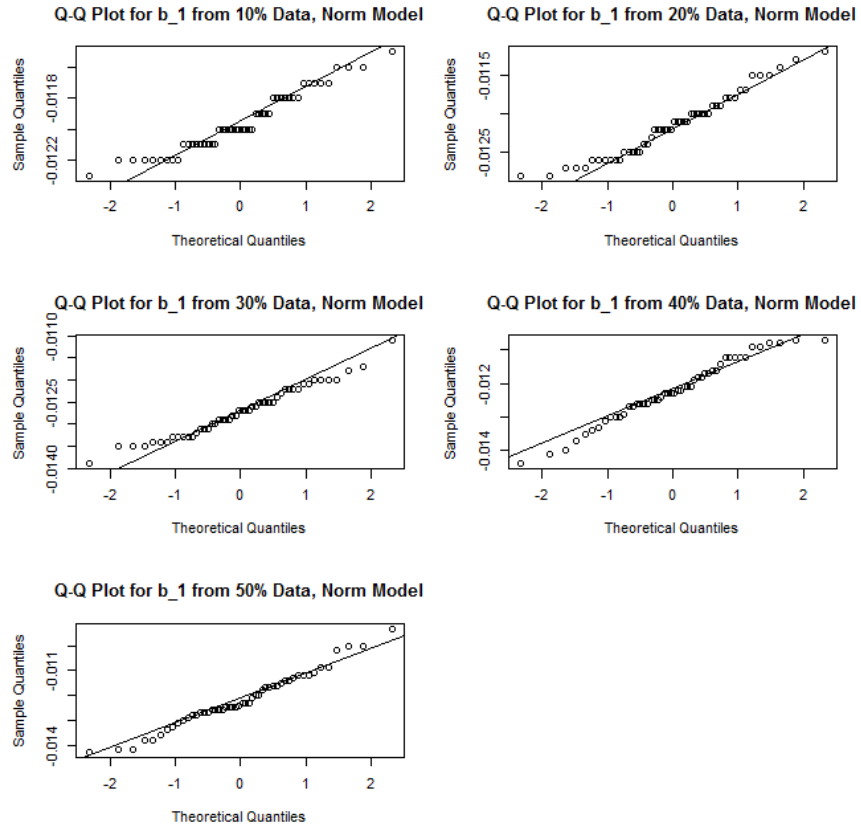 Q-Q Plot for b_1 from 10% Data, Norm Model
Sample Quantiles
-0.0122
-0.0118
-2
-1
0
1
2
Theoretical Quantiles
Q-Q Plot for b_1 from 20% Data, Norm Model
Sample Quantiles
-0.0125
-0.0115
-2
-1
0
1
2
Theoretical Quantiles
Q-Q Plot for b_1 from 30% Data, Norm Model
Sample Quantiles
-0.0140
-0.0125
-0.0110
-2
-1
0
1
2
Theoretical Quantiles
Q-Q Plot for b_1 from 40% Data, Norm Model
Sample Quantiles
-0.014
-0.012
-2
-1
0
1
2
Theoretical Quantiles
Q-Q Plot for b_1 from 50% Data, Norm Model
Sample Quantiles
-0.014
-0.011
-2
-1
0
1
2
Theoretical Quantiles